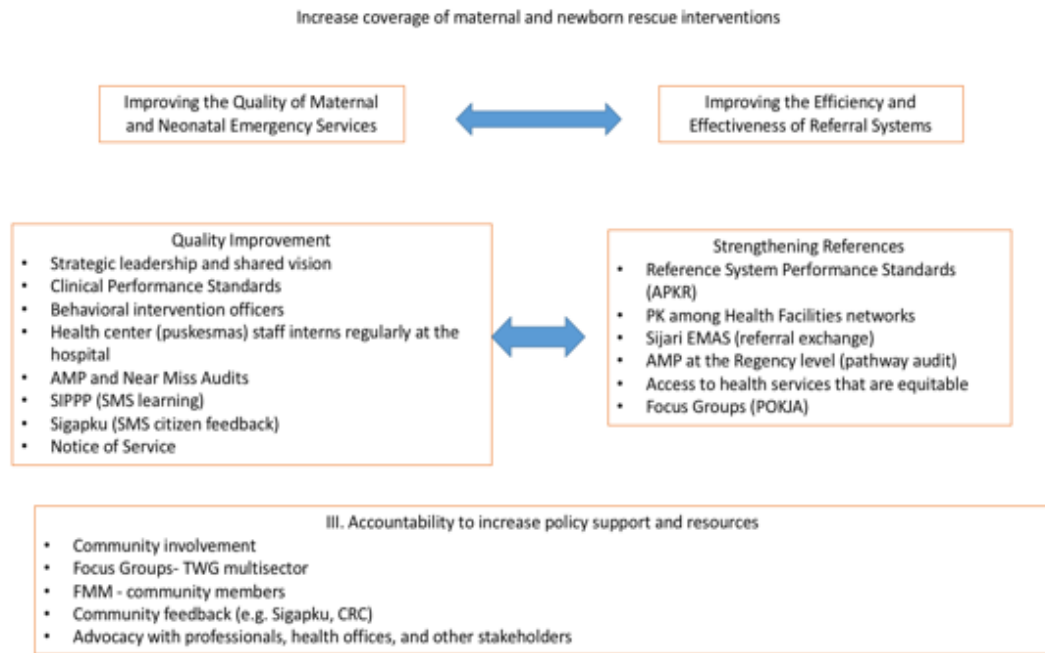 Increase coverage of maternal and newborn rescue interventions
Improving the Quality of Maternal
and Neonatal Emergency Services
Improving the Efficiency and
Effectiveness of Referral Systems
Quality Improvement
• Strategic leadership and shared vision
• Clinical Performance Standards
• Behavioral intervention officers
• Health center (puskesmas) staff interns regularly at the
hospital
• AMP and Near Miss Audits
• SIPPP (SMS learning)
• Sigapku (SMS citizen feedback)
• Notice of Service
Strengthening References
• Reference System Performance Standards
(APKR)
• PK among Health Facilities networks
• Sijari EMAS (referral exchange)
• AMP at the Regency level (pathway audit)
• Access to health services that are equitable
• Focus Groups (POKJA)
III. Accountability to increase policy support and resources
• Community involvement
• Focus Groups- TWG multisector
• FMM - community members
• Community feedback (e.g. Sigapku, CRC)
• Advocacy with professionals, health offices, and other stakeholders